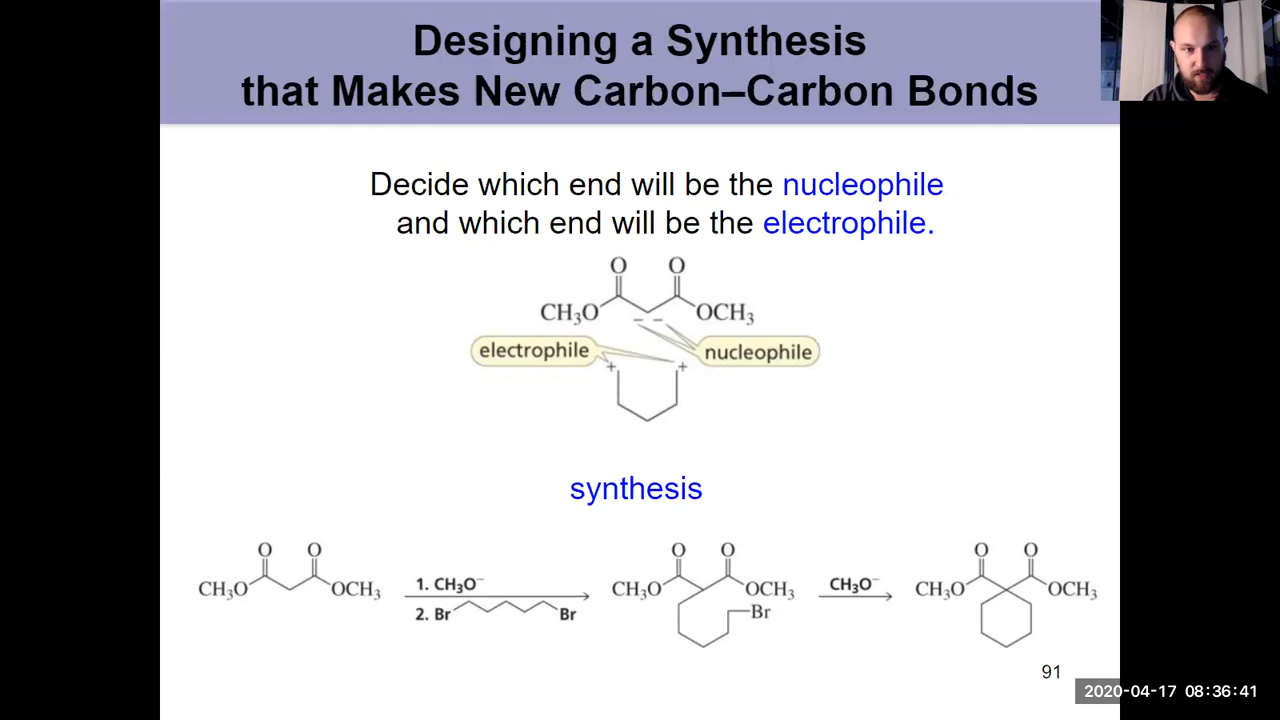 Designing a Synthesis
that Makes New Carbon–Carbon Bonds
Decide which end will be the nucleophile
and which end will be the electrophile.
O O
CH₃O OCH₃
– –
electrophile nucleophile
+ +
synthesis
O O
CH₃O OCH₃
1. CH₃O⁻
2. Br Br
O O
CH₃O OCH₃
Br
CH₃O⁻
O O
CH₃O OCH₃
91
2020-04-17 08:36:41